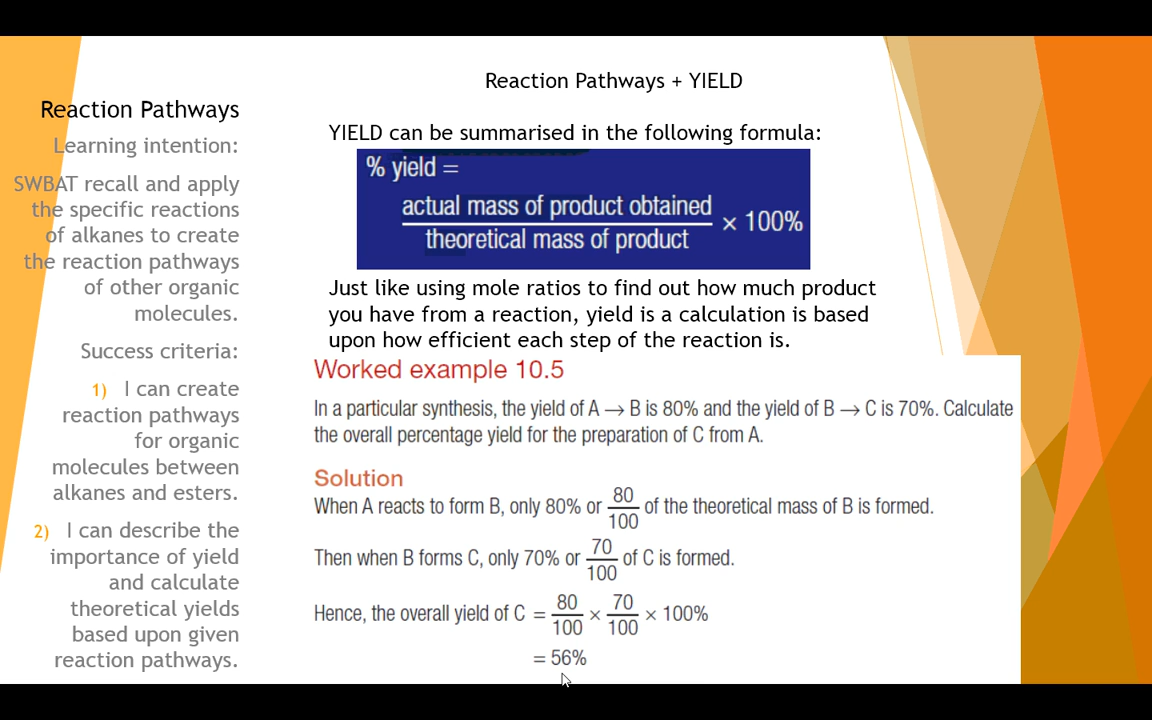 Reaction Pathways + YIELD
Reaction Pathways
Learning intention:
SWBAT recall and apply
the specific reactions
of alkanes to create
the reaction pathways
of other organic
molecules.
Success criteria:
1) I can create
reaction pathways
for organic
molecules between
alkanes and esters.
2) I can describe the
importance of yield
and calculate
theoretical yields
based upon given
reaction pathways.
YIELD can be summarised in the following formula:
% yield =
actual mass of product obtained
theoretical mass of product
× 100%
Just like using mole ratios to find out how much product
you have from a reaction, yield is a calculation is based
upon how efficient each step of the reaction is.
Worked example 10.5
In a particular synthesis, the yield of A → B is 80% and the yield of B → C is 70%. Calculate
the overall percentage yield for the preparation of C from A.
Solution
When A reacts to form B, only 80% or 80/100 of the theoretical mass of B is formed.
Then when B forms C, only 70% or 70/100 of C is formed.
Hence, the overall yield of C = 80/100 × 70/100 × 100%
= 56%